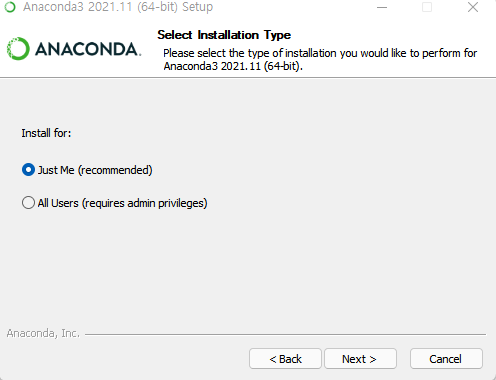 Anaconda3 2021.11 (64-bit) Setup
ANACONDA.
Select Installation Type
Please select the type of installation you would like to perform for
Anaconda3 2021.11 (64-bit).
Install for:
Just Me (recommended)
All Users (requires admin privileges)
Anaconda, Inc.
< Back
Next >
Cancel